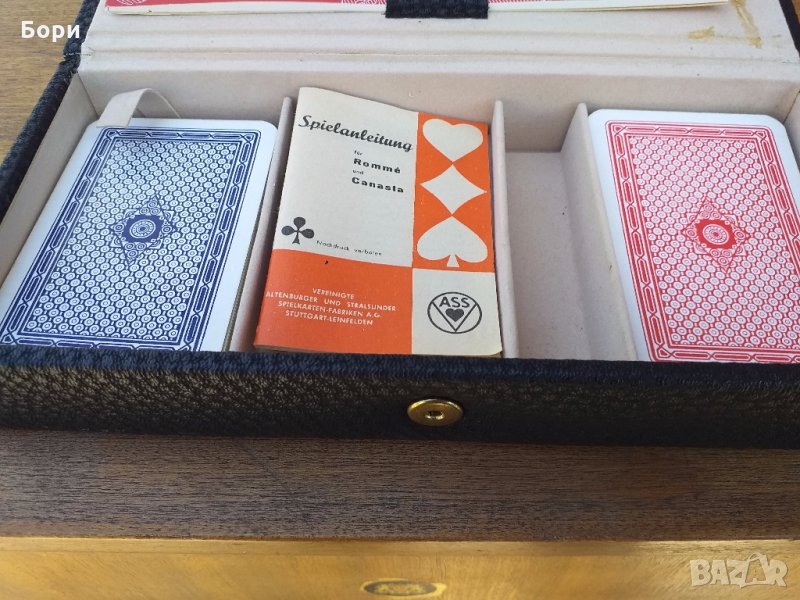 Бори
Spielanleitung
für
Rommé
und
Canasta
Nachdruck verboten
VEREINIGTE
ALTENBURGER UND STRALSUNDER
SPIELKARTEN-FABRIKEN A.G.
STUTTGART-LEINFELDEN
ASS
BAZAR